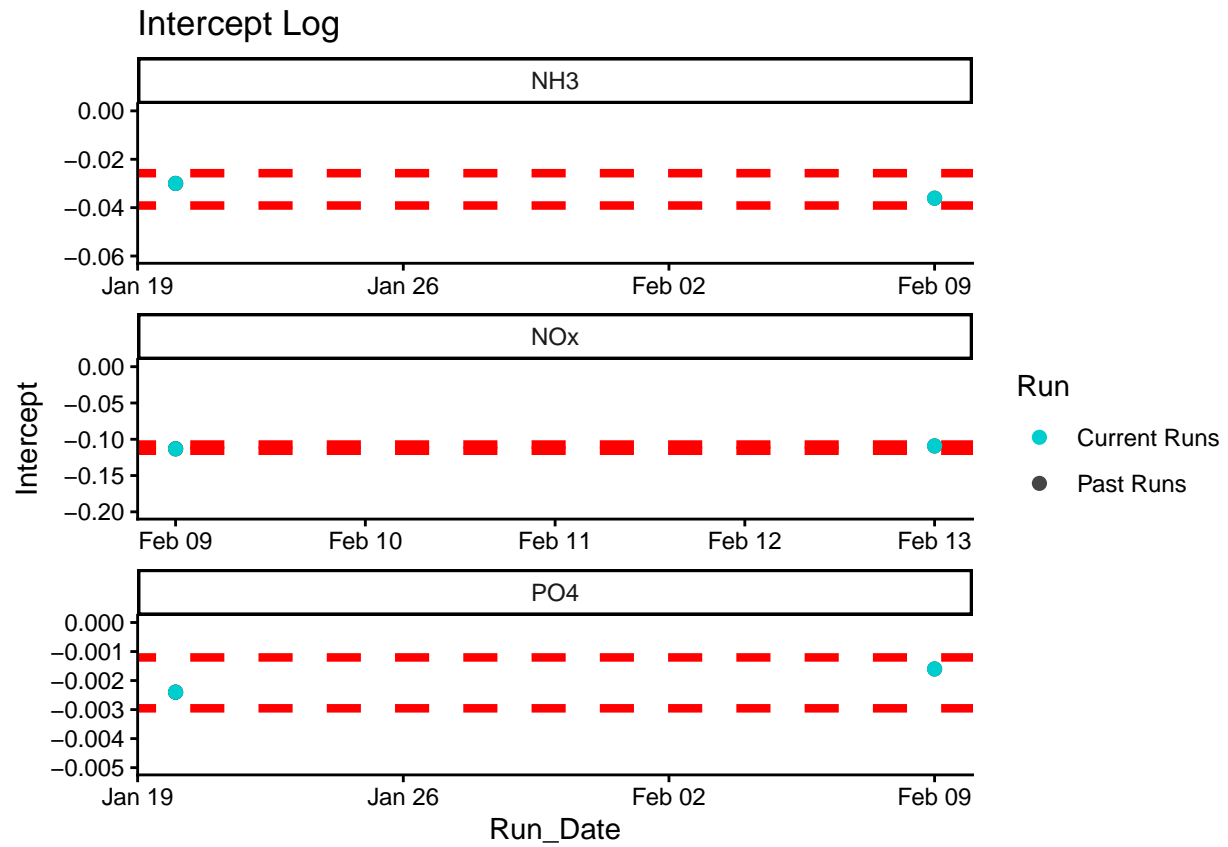 Intercept Log
NH3
0.00
−0.02
−0.04
−0.06
Jan 19 Jan 26 Feb 02 Feb 09
NOx
0.00
−0.05
−0.10
−0.15
−0.20
Feb 09 Feb 10 Feb 11 Feb 12 Feb 13
PO4
0.000
−0.001
−0.002
−0.003
−0.004
−0.005
Jan 19 Jan 26 Feb 02 Feb 09
Intercept
Run_Date
Run
Current Runs
Past Runs